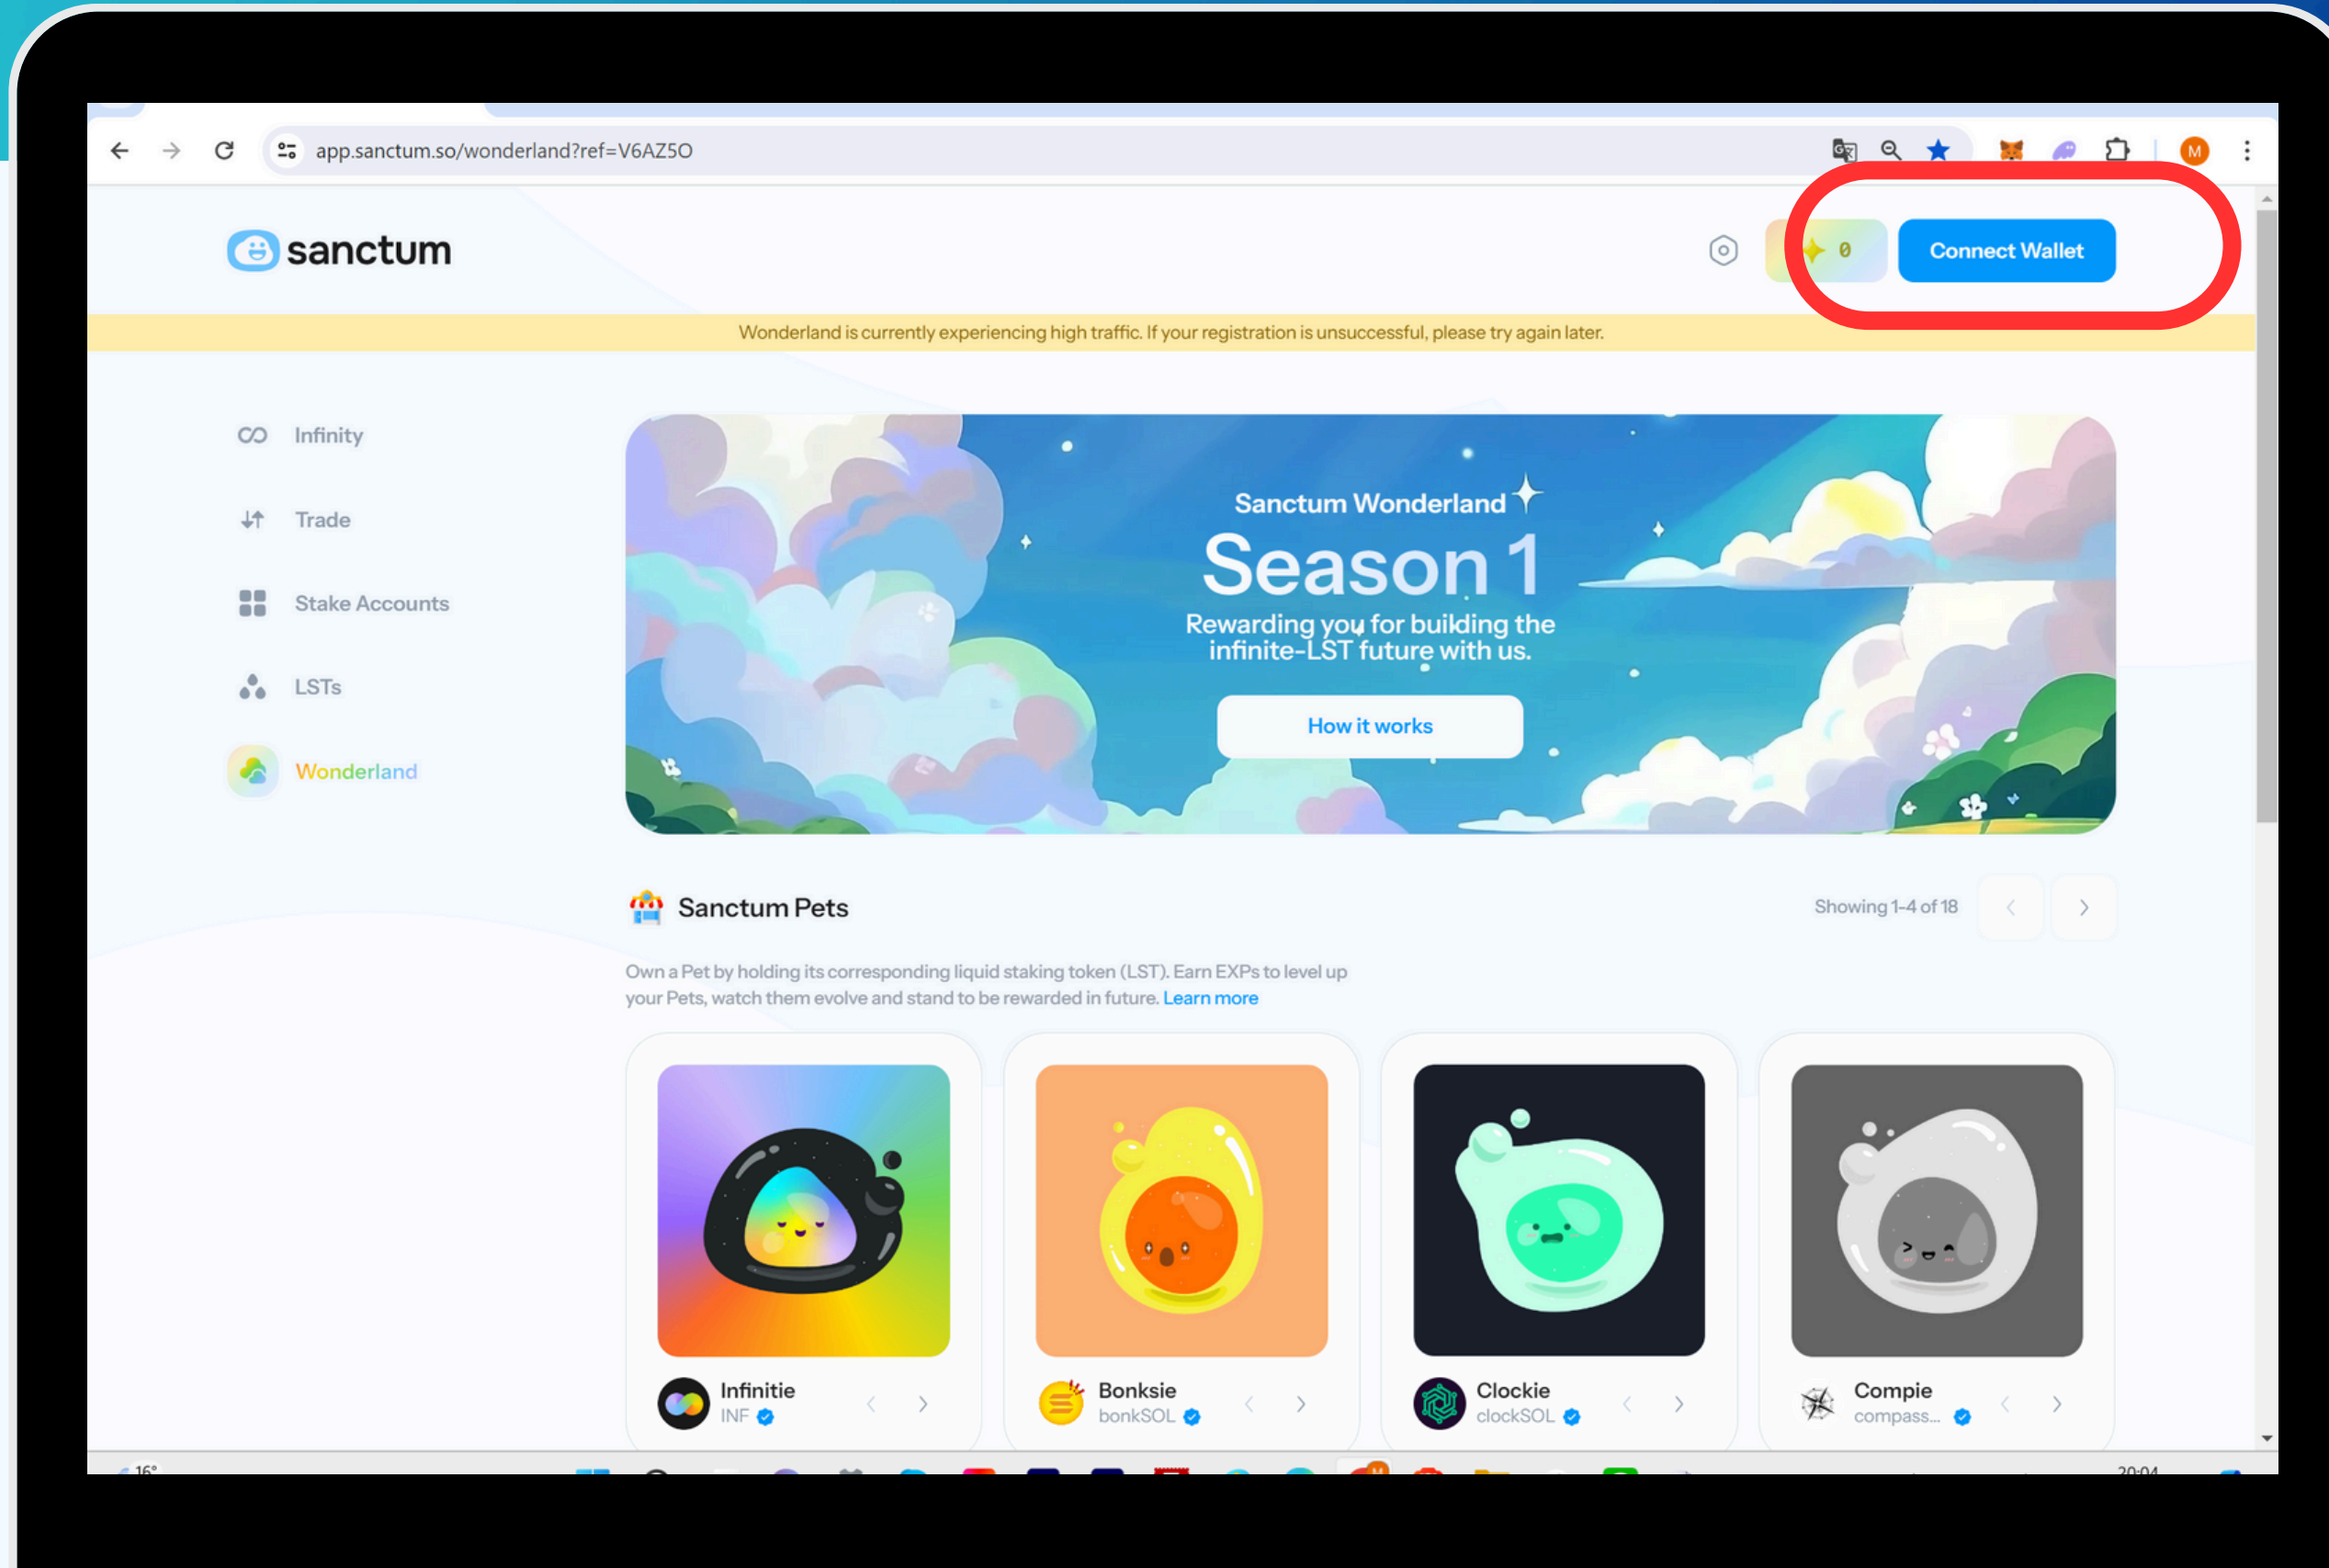 app.sanctum.so/wonderland?ref=V6AZ5O
M
sanctum
0
Connect Wallet
Wonderland is currently experiencing high traffic. If your registration is unsuccessful, please try again later.
Infinity
Trade
Stake Accounts
LSTs
Wonderland
Sanctum Wonderland
Season 1
Rewarding you for building the
infinite-LST future with us.
How it works
Sanctum Pets
Showing 1-4 of 18
Own a Pet by holding its corresponding liquid staking token (LST). Earn EXPs to level up
your Pets, watch them evolve and stand to be rewarded in future. Learn more
Infinitie
INF
Bonksie
bonkSOL
Clockie
clockSOL
Compie
compass...
16°
20:04